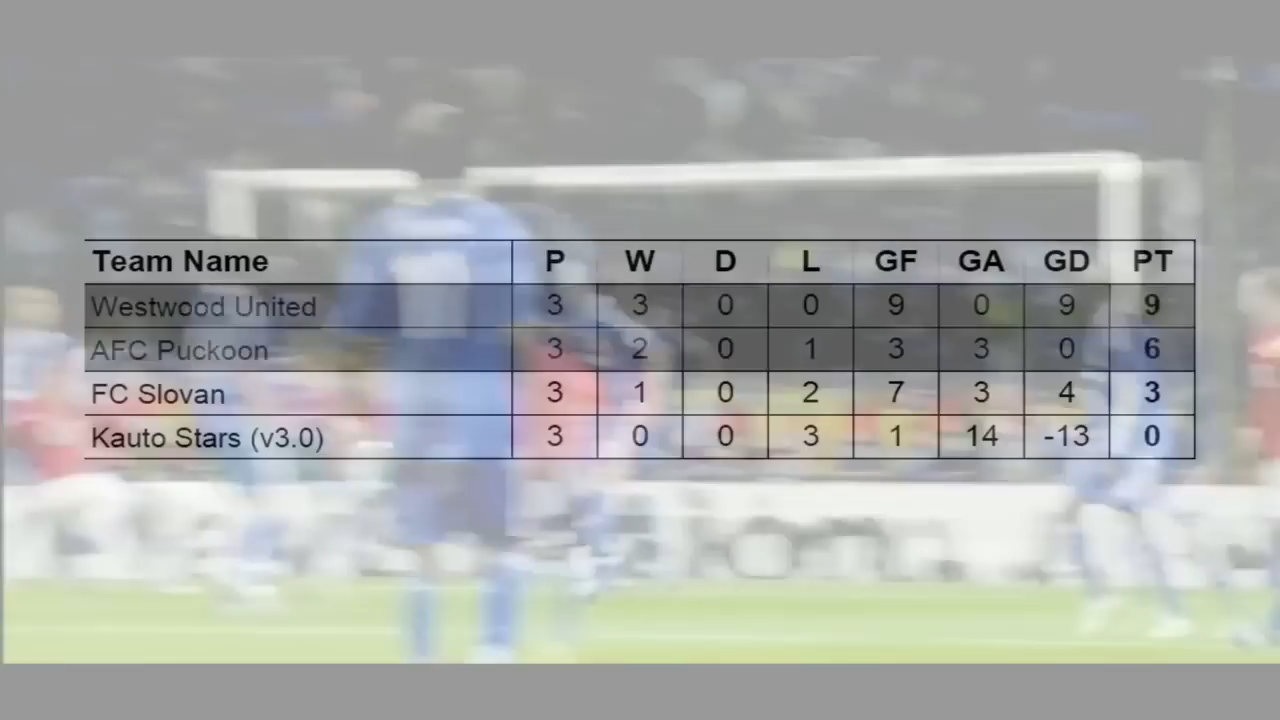 Team Name P W D L GF GA GD PT
Westwood United 3 3 0 0 9 0 9 9
AFC Puckoon 3 2 0 1 3 3 0 6
FC Slovan 3 1 0 2 7 3 4 3
Kauto Stars (v3.0) 3 0 0 3 1 14 -13 0